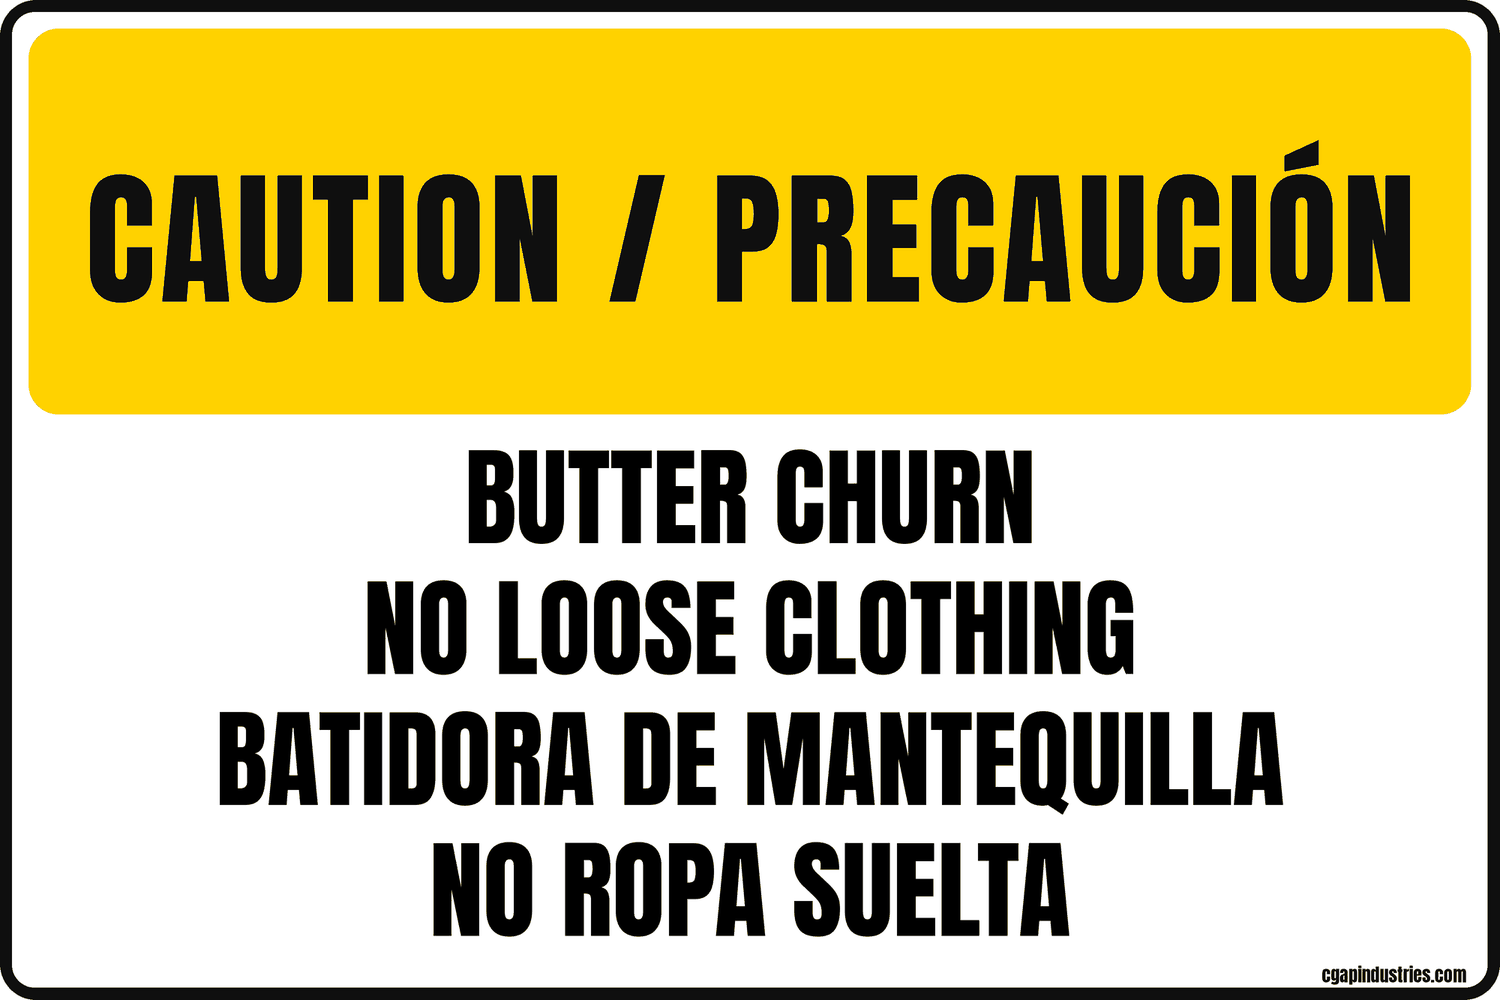 CAUTION / PRECAUCIÓN
BUTTER CHURN
NO LOOSE CLOTHING
BATIDORA DE MANTEQUILLA
NO ROPA SUELTA
cgapindustries.com